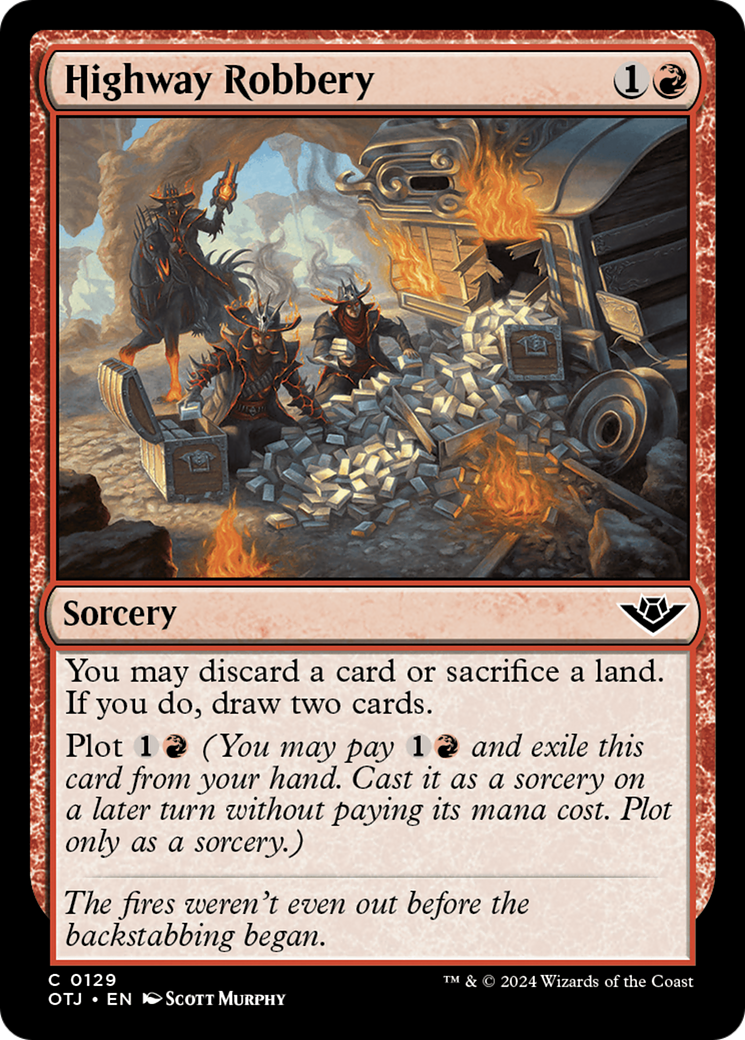 Highway Robbery 1
Sorcery
You may discard a card or sacrifice a land.
If you do, draw two cards.
Plot 1 (You may pay 1 and exile this
card from your hand. Cast it as a sorcery on
a later turn without paying its mana cost. Plot
only as a sorcery.)
The fires weren't even out before the
backstabbing began.
C 0129
OTJ • EN Scott Murphy
™ & © 2024 Wizards of the Coast